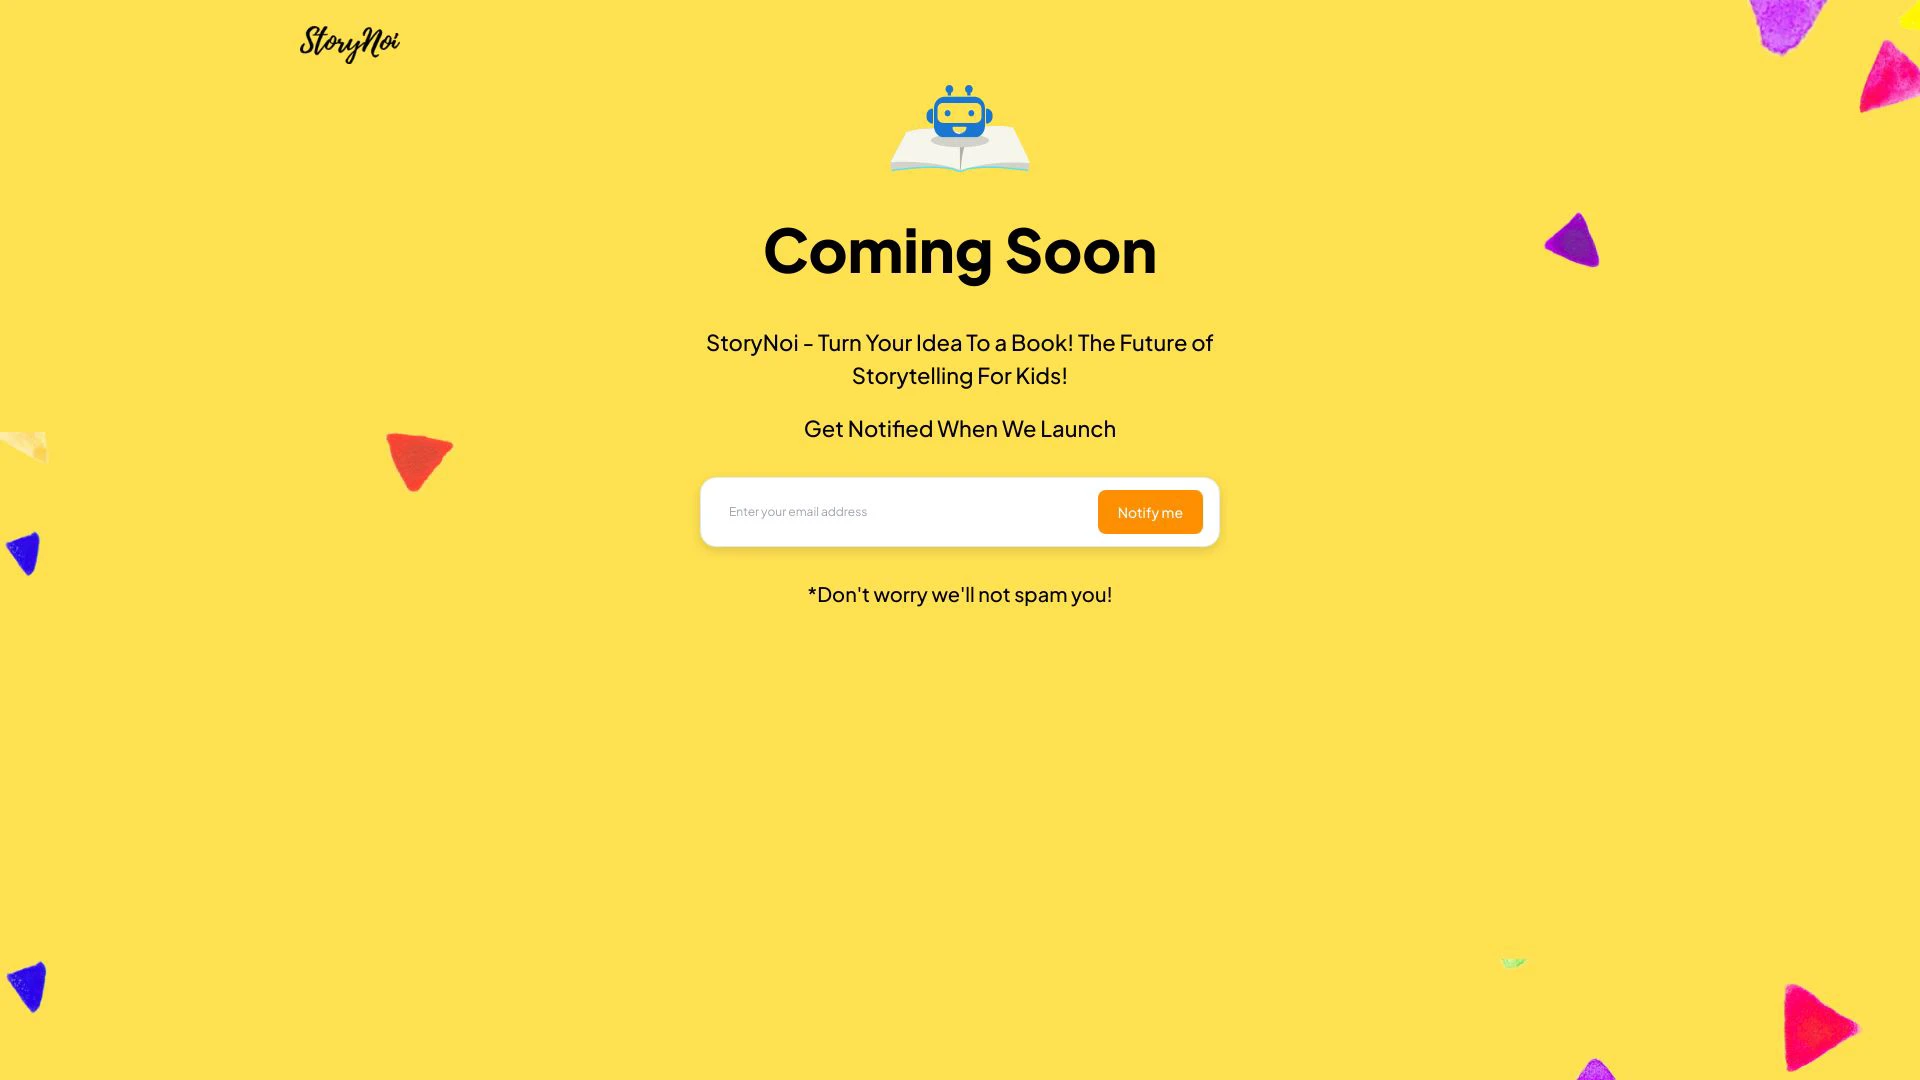 StoryNoi
Coming Soon
StoryNoi - Turn Your Idea To a Book! The Future of
Storytelling For Kids!
Get Notified When We Launch
Enter your email address
Notify me
*Don't worry we'll not spam you!